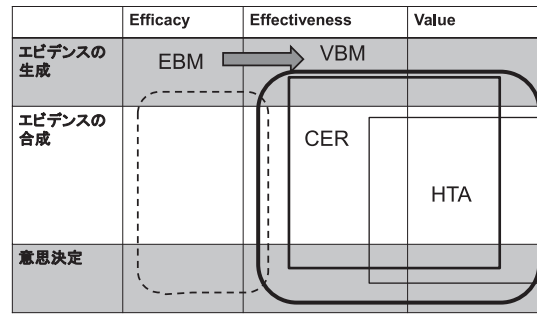 Efficacy Effectiveness Value
エビデンスの
生成
EBM VBM
エビデンスの
合成
CER
HTA
意思決定